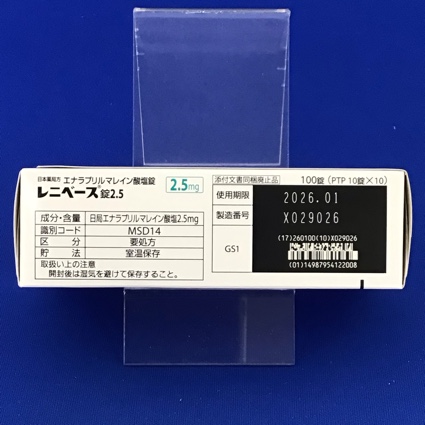 日本薬局方 エナラプリルマレイン酸塩錠
レニベース®錠2.5
2.5mg
成分・含量 日局エナラプリルマレイン酸塩2.5mg
識別コード MSD14
区分 要処方
貯法 室温保存
取扱い上の注意
開封後は湿気を避けて保存すること。
添付文書同梱廃止品
100錠 (PTP 10錠×10)
使用期限 2026.01
製造番号 X029026
GS1
(17)260100(10)X029026
(01)14987954122008